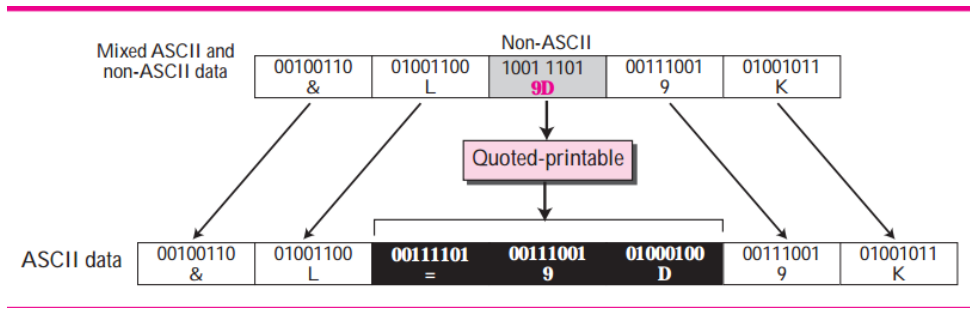 Non-ASCII
Mixed ASCII and
non-ASCII data
00100110 01001100 1001 1101 00111001 01001011
& L 9D 9 K
Quoted-printable
ASCII data
00100110 01001100 00111101 00111001 01000100 00111001 01001011
& L = 9 D 9 K